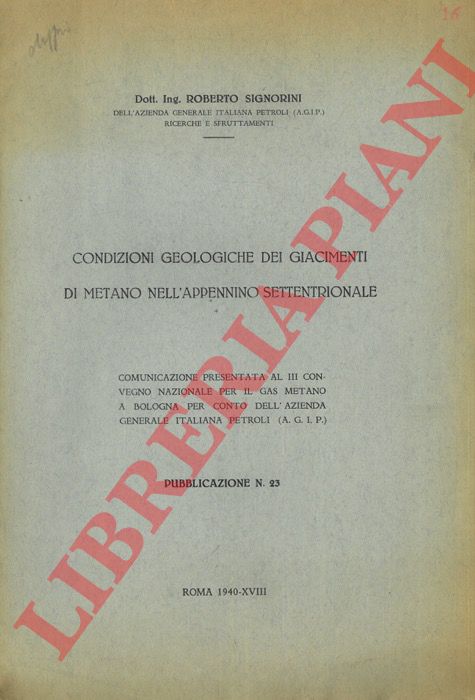 16
Dott. Ing. ROBERTO SIGNORINI
DELL'AZIENDA GENERALE ITALIANA PETROLI (A.G.I.P.)
RICERCHE E SFRUTTAMENTI
CONDIZIONI GEOLOGICHE DEI GIACIMENTI
DI METANO NELL'APPENNINO SETTENTRIONALE
COMUNICAZIONE PRESENTATA AL III CON-
VEGNO NAZIONALE PER IL GAS METANO
A BOLOGNA PER CONTO DELL'AZIENDA
GENERALE ITALIANA PETROLI (A. G. I. P.)
PUBBLICAZIONE N. 23
ROMA 1940-XVIII
LIBRERIA PIANI